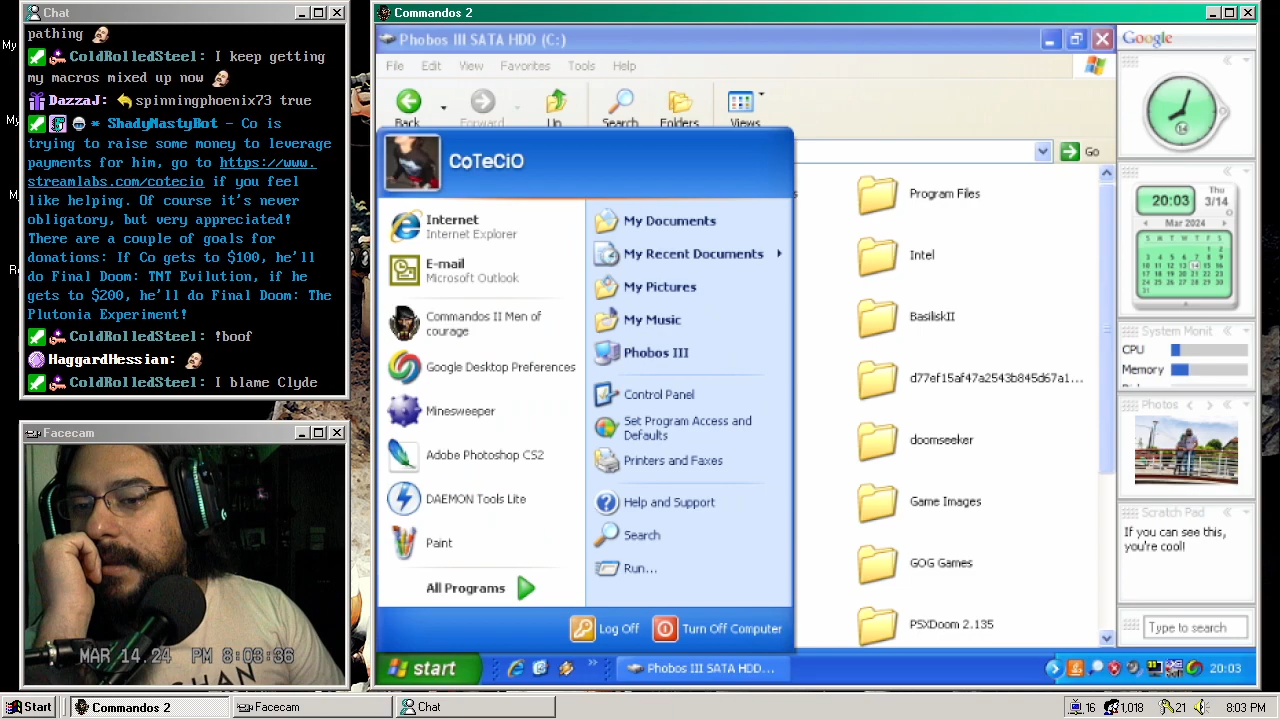 Chat
pathing
ColdRolledSteel: I keep getting
my macros mixed up now
DazzaJ: spinningphoenix73 true
* ShadyNastyBot - Co is
trying to raise some money to leverage
payments for him, go to https://www.
streamlabs.com/cotecio if you feel
like helping. Of course it's never
obligatory, but very appreciated!
There are a couple of goals for
donations: If Co gets to $100, he'll
do Final Doom: TNT Evilution, if he
gets to $200, he'll do Final Doom: The
Plutonia Experiment!
ColdRolledSteel: !boof
HaggardHessian:
ColdRolledSteel: I blame Clyde
Facecam
MAR 14.24 PM 8:03:36
SHAN
Commandos 2
Phobos III SATA HDD (C:)
File Edit View Favorites Tools Help
Back Forward Up Search Folders Views
Go
CoTeCiO
Internet
Internet Explorer
E-mail
Microsoft Outlook
Commandos II Men of
courage
Google Desktop Preferences
Minesweeper
Adobe Photoshop CS2
DAEMON Tools Lite
Paint
All Programs
My Documents
My Recent Documents
My Pictures
My Music
Phobos III
Control Panel
Set Program Access and
Defaults
Printers and Faxes
Help and Support
Search
Run...
Log Off Turn Off Computer
Program Files
Intel
BasiliskII
d77ef15af47a2543b845d67a1...
doomseeker
Game Images
GOG Games
PSXDoom 2.135
Google
14
20:03 Thu
3/14
Mar 2024
System Monit
CPU
Memory
Photos
Scratch Pad
If you can see this,
you're cool!
Type to search
start
Phobos III SATA HDD...
20:03
Start Commandos 2 Facecam Chat
16 1,018 21 8:03 PM